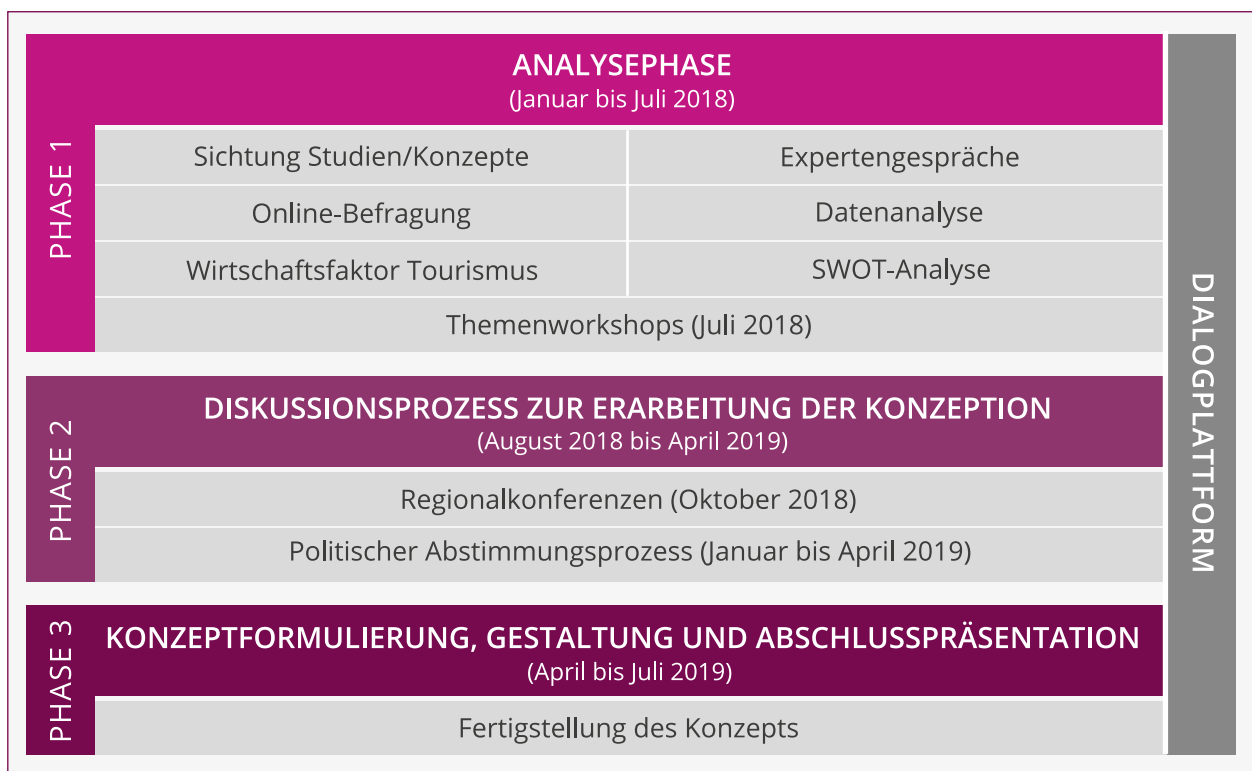 PHASE 1
ANALYSEPHASE
(Januar bis Juli 2018)
Sichtung Studien/Konzepte
Expertengespräche
Online-Befragung
Datenanalyse
Wirtschaftsfaktor Tourismus
SWOT-Analyse
Themenworkshops (Juli 2018)
PHASE 2
DISKUSSIONSPROZESS ZUR ERARBEITUNG DER KONZEPTION
(August 2018 bis April 2019)
Regionalkonferenzen (Oktober 2018)
Politischer Abstimmungsprozess (Januar bis April 2019)
PHASE 3
KONZEPTFORMULIERUNG, GESTALTUNG UND ABSCHLUSSPRÄSENTATION
(April bis Juli 2019)
Fertigstellung des Konzepts
DIALOGPLATTFORM